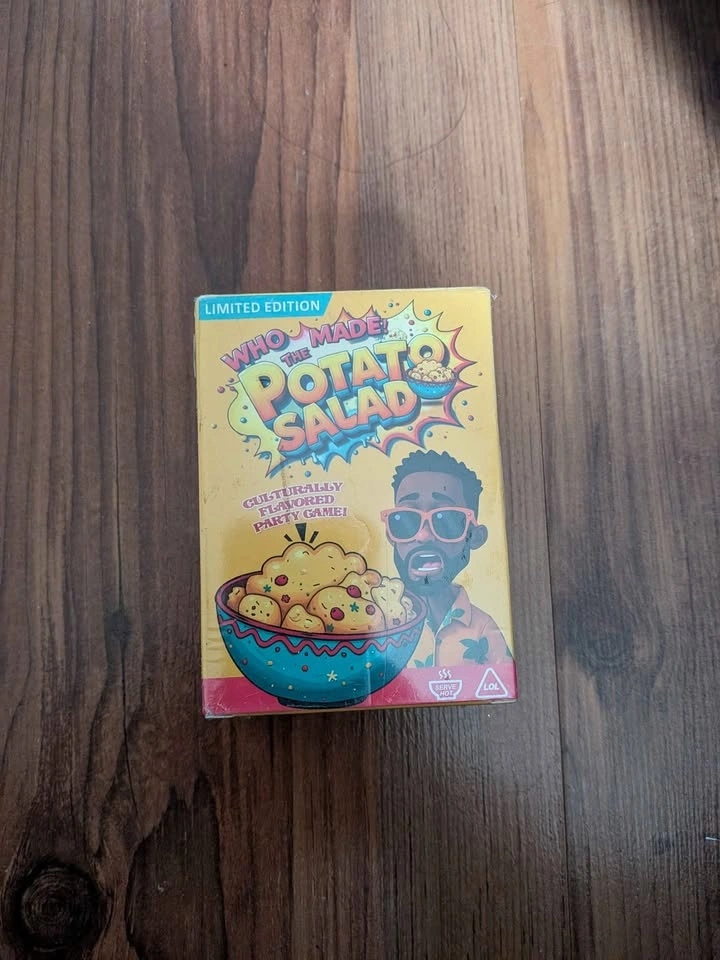 LIMITED EDITION
WHO MADE?
THE
POTATO
SALAD
CULTURALLY
FLAVORED
PARTY GAME!
SERVE
HOT
LOL